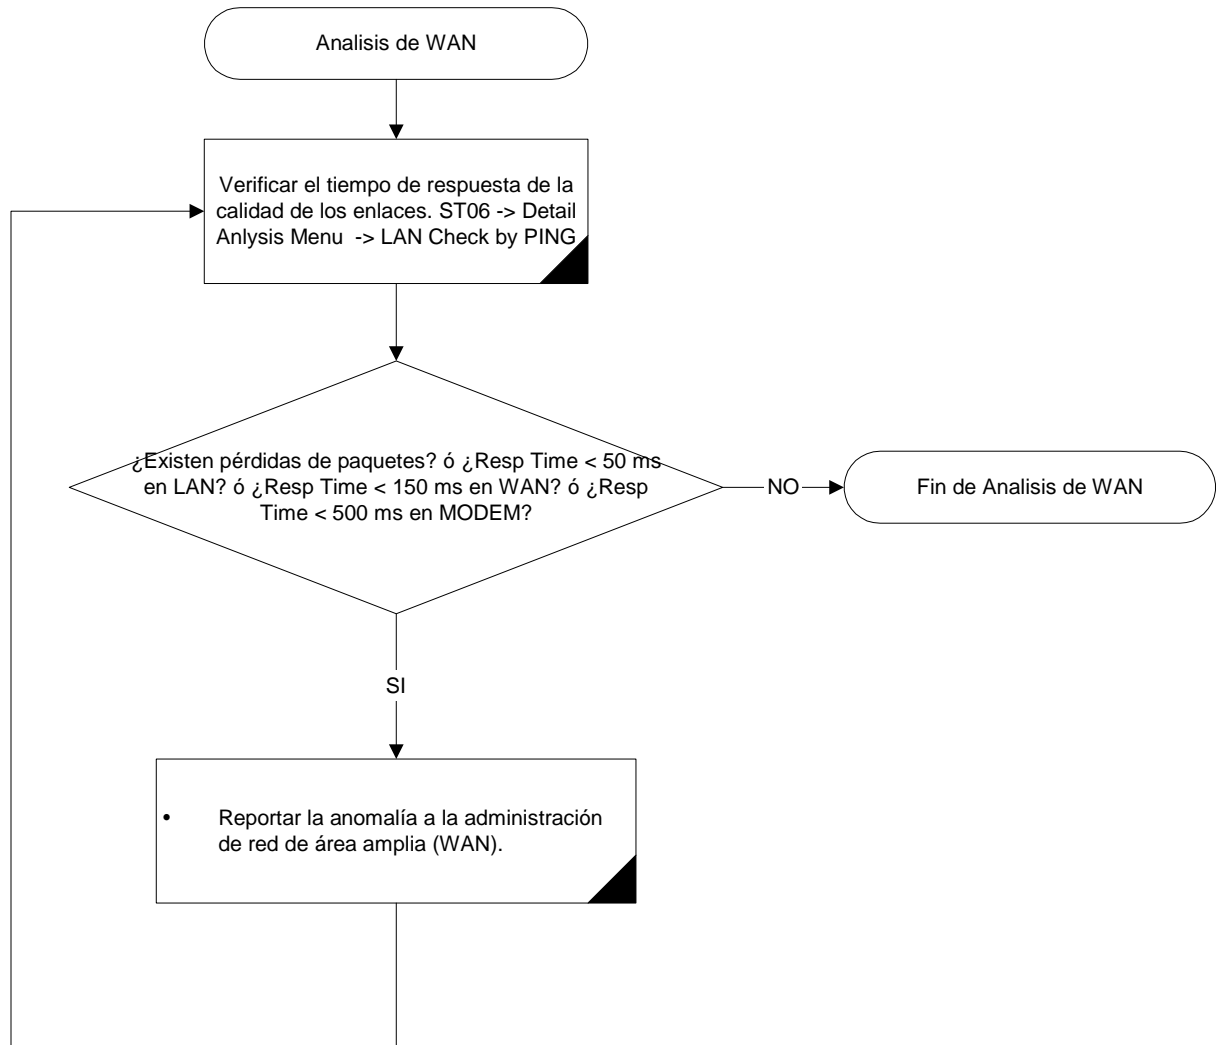 Analisis de WAN
Verificar el tiempo de respuesta de la
calidad de los enlaces. ST06 -> Detail
Anlysis Menu -> LAN Check by PING
¿Existen pérdidas de paquetes? ó ¿Resp Time < 50 ms
en LAN? ó ¿Resp Time < 150 ms en WAN? ó ¿Resp
Time < 500 ms en MODEM?
NO
Fin de Analisis de WAN
SI
• Reportar la anomalía a la administración
de red de área amplia (WAN).